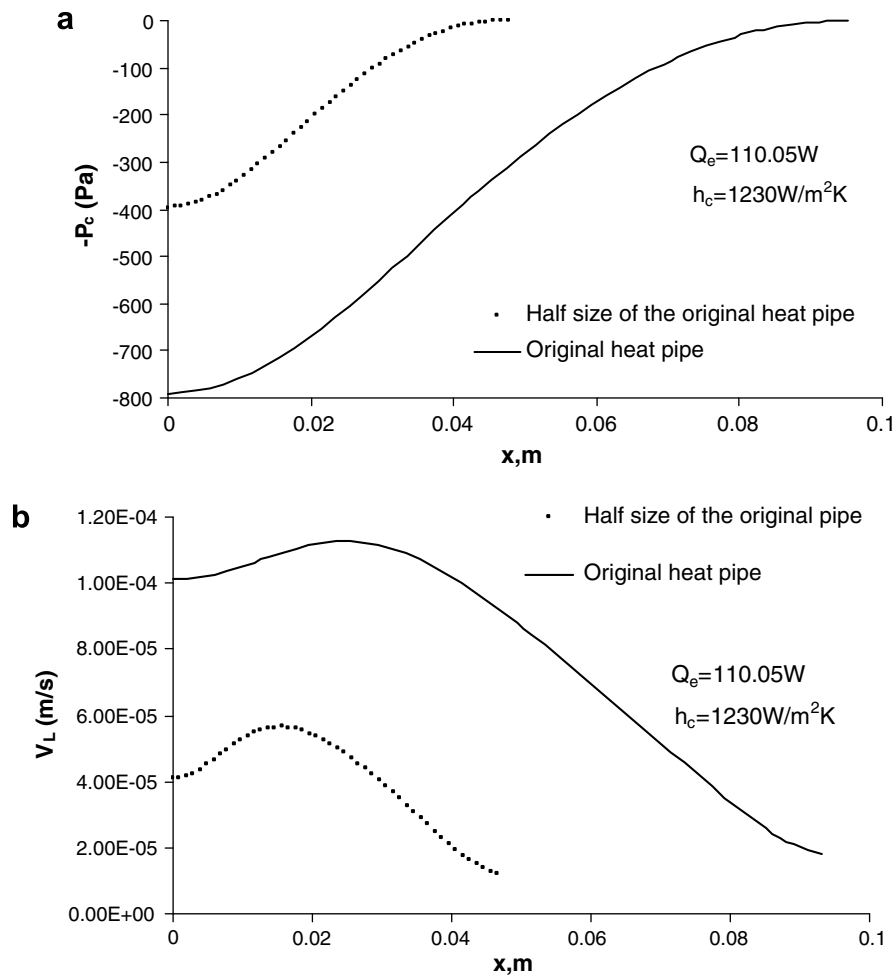 a
0
-100
-200
-300
-400
-500
-600
-700
-800
-Pc (Pa)
Qe=110.05W
hc=1230W/m²K
Half size of the original heat pipe
Original heat pipe
0 0.02 0.04 0.06 0.08 0.1
x,m
b
1.20E-04
1.00E-04
8.00E-05
6.00E-05
4.00E-05
2.00E-05
0.00E+00
VL (m/s)
Half size of the original pipe
Original heat pipe
Qe=110.05W
hc=1230W/m²K
0 0.02 0.04 0.06 0.08 0.1
x,m